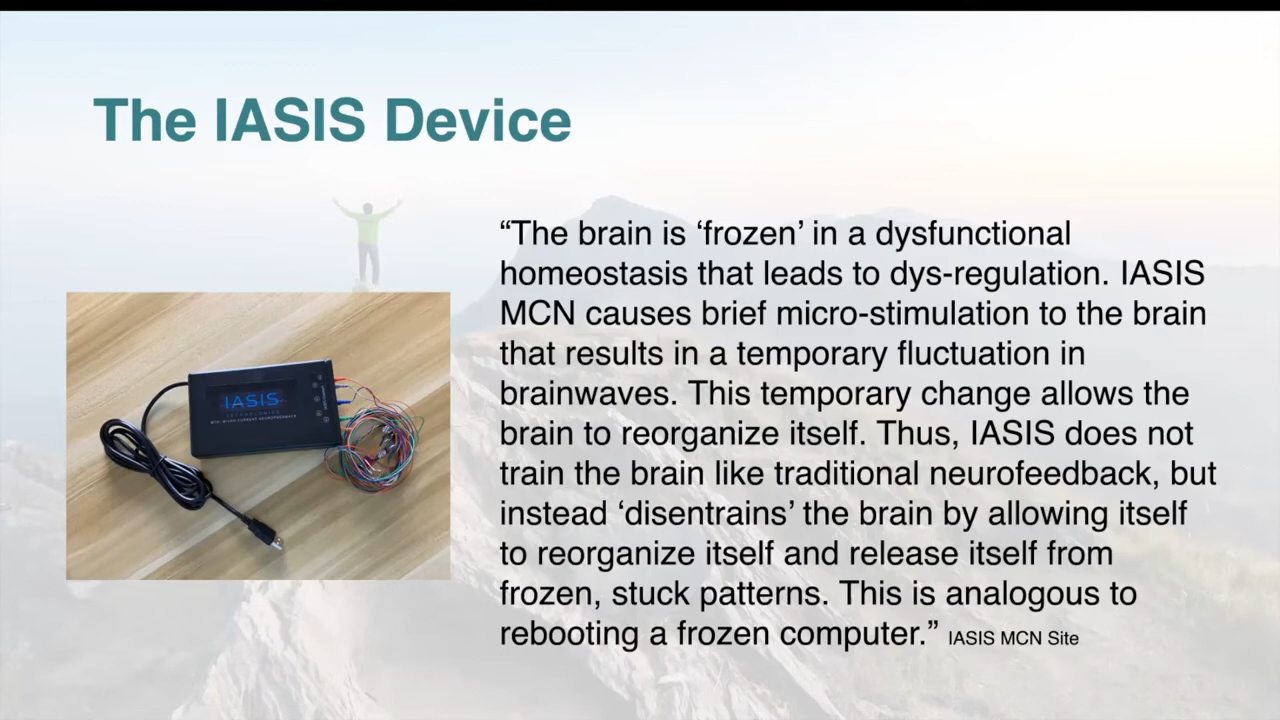 The IASIS Device
“The brain is ‘frozen’ in a dysfunctional
homeostasis that leads to dys-regulation. IASIS
MCN causes brief micro-stimulation to the brain
that results in a temporary fluctuation in
brainwaves. This temporary change allows the
brain to reorganize itself. Thus, IASIS does not
train the brain like traditional neurofeedback, but
instead ‘disentrains’ the brain by allowing itself
to reorganize itself and release itself from
frozen, stuck patterns. This is analogous to
rebooting a frozen computer.” IASIS MCN Site
IASIS
MICRO CURRENT NEUROFEEDBACK